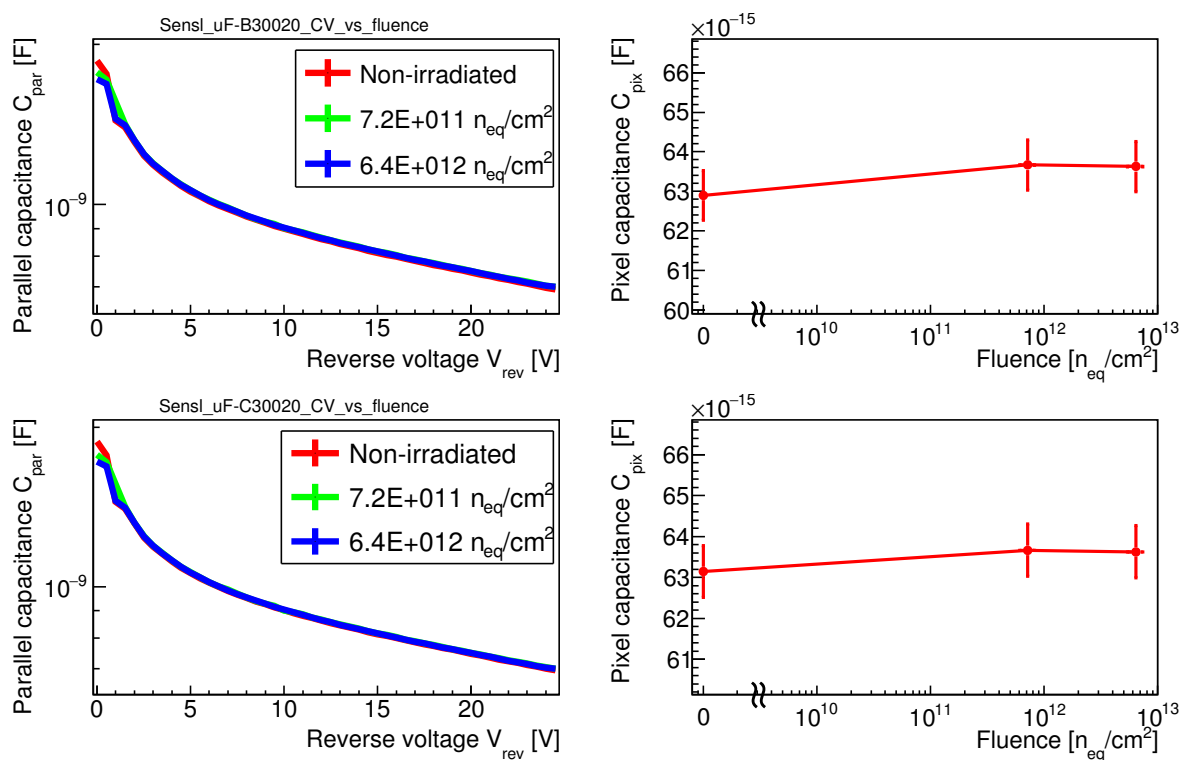 Sensl_uF-B30020_CV_vs_fluence
Parallel capacitance C_par [F]
10^-9
Non-irradiated
7.2E+011 n_eq/cm^2
6.4E+012 n_eq/cm^2
0 5 10 15 20
Reverse voltage V_rev [V]
×10^-15
Pixel capacitance C_pix [F]
66
65
64
63
62
61
60
0 10^10 10^11 10^12 10^13
Fluence [n_eq/cm^2]
Sensl_uF-C30020_CV_vs_fluence
Parallel capacitance C_par [F]
10^-9
Non-irradiated
7.2E+011 n_eq/cm^2
6.4E+012 n_eq/cm^2
0 5 10 15 20
Reverse voltage V_rev [V]
×10^-15
Pixel capacitance C_pix [F]
66
65
64
63
62
61
0 10^10 10^11 10^12 10^13
Fluence [n_eq/cm^2]